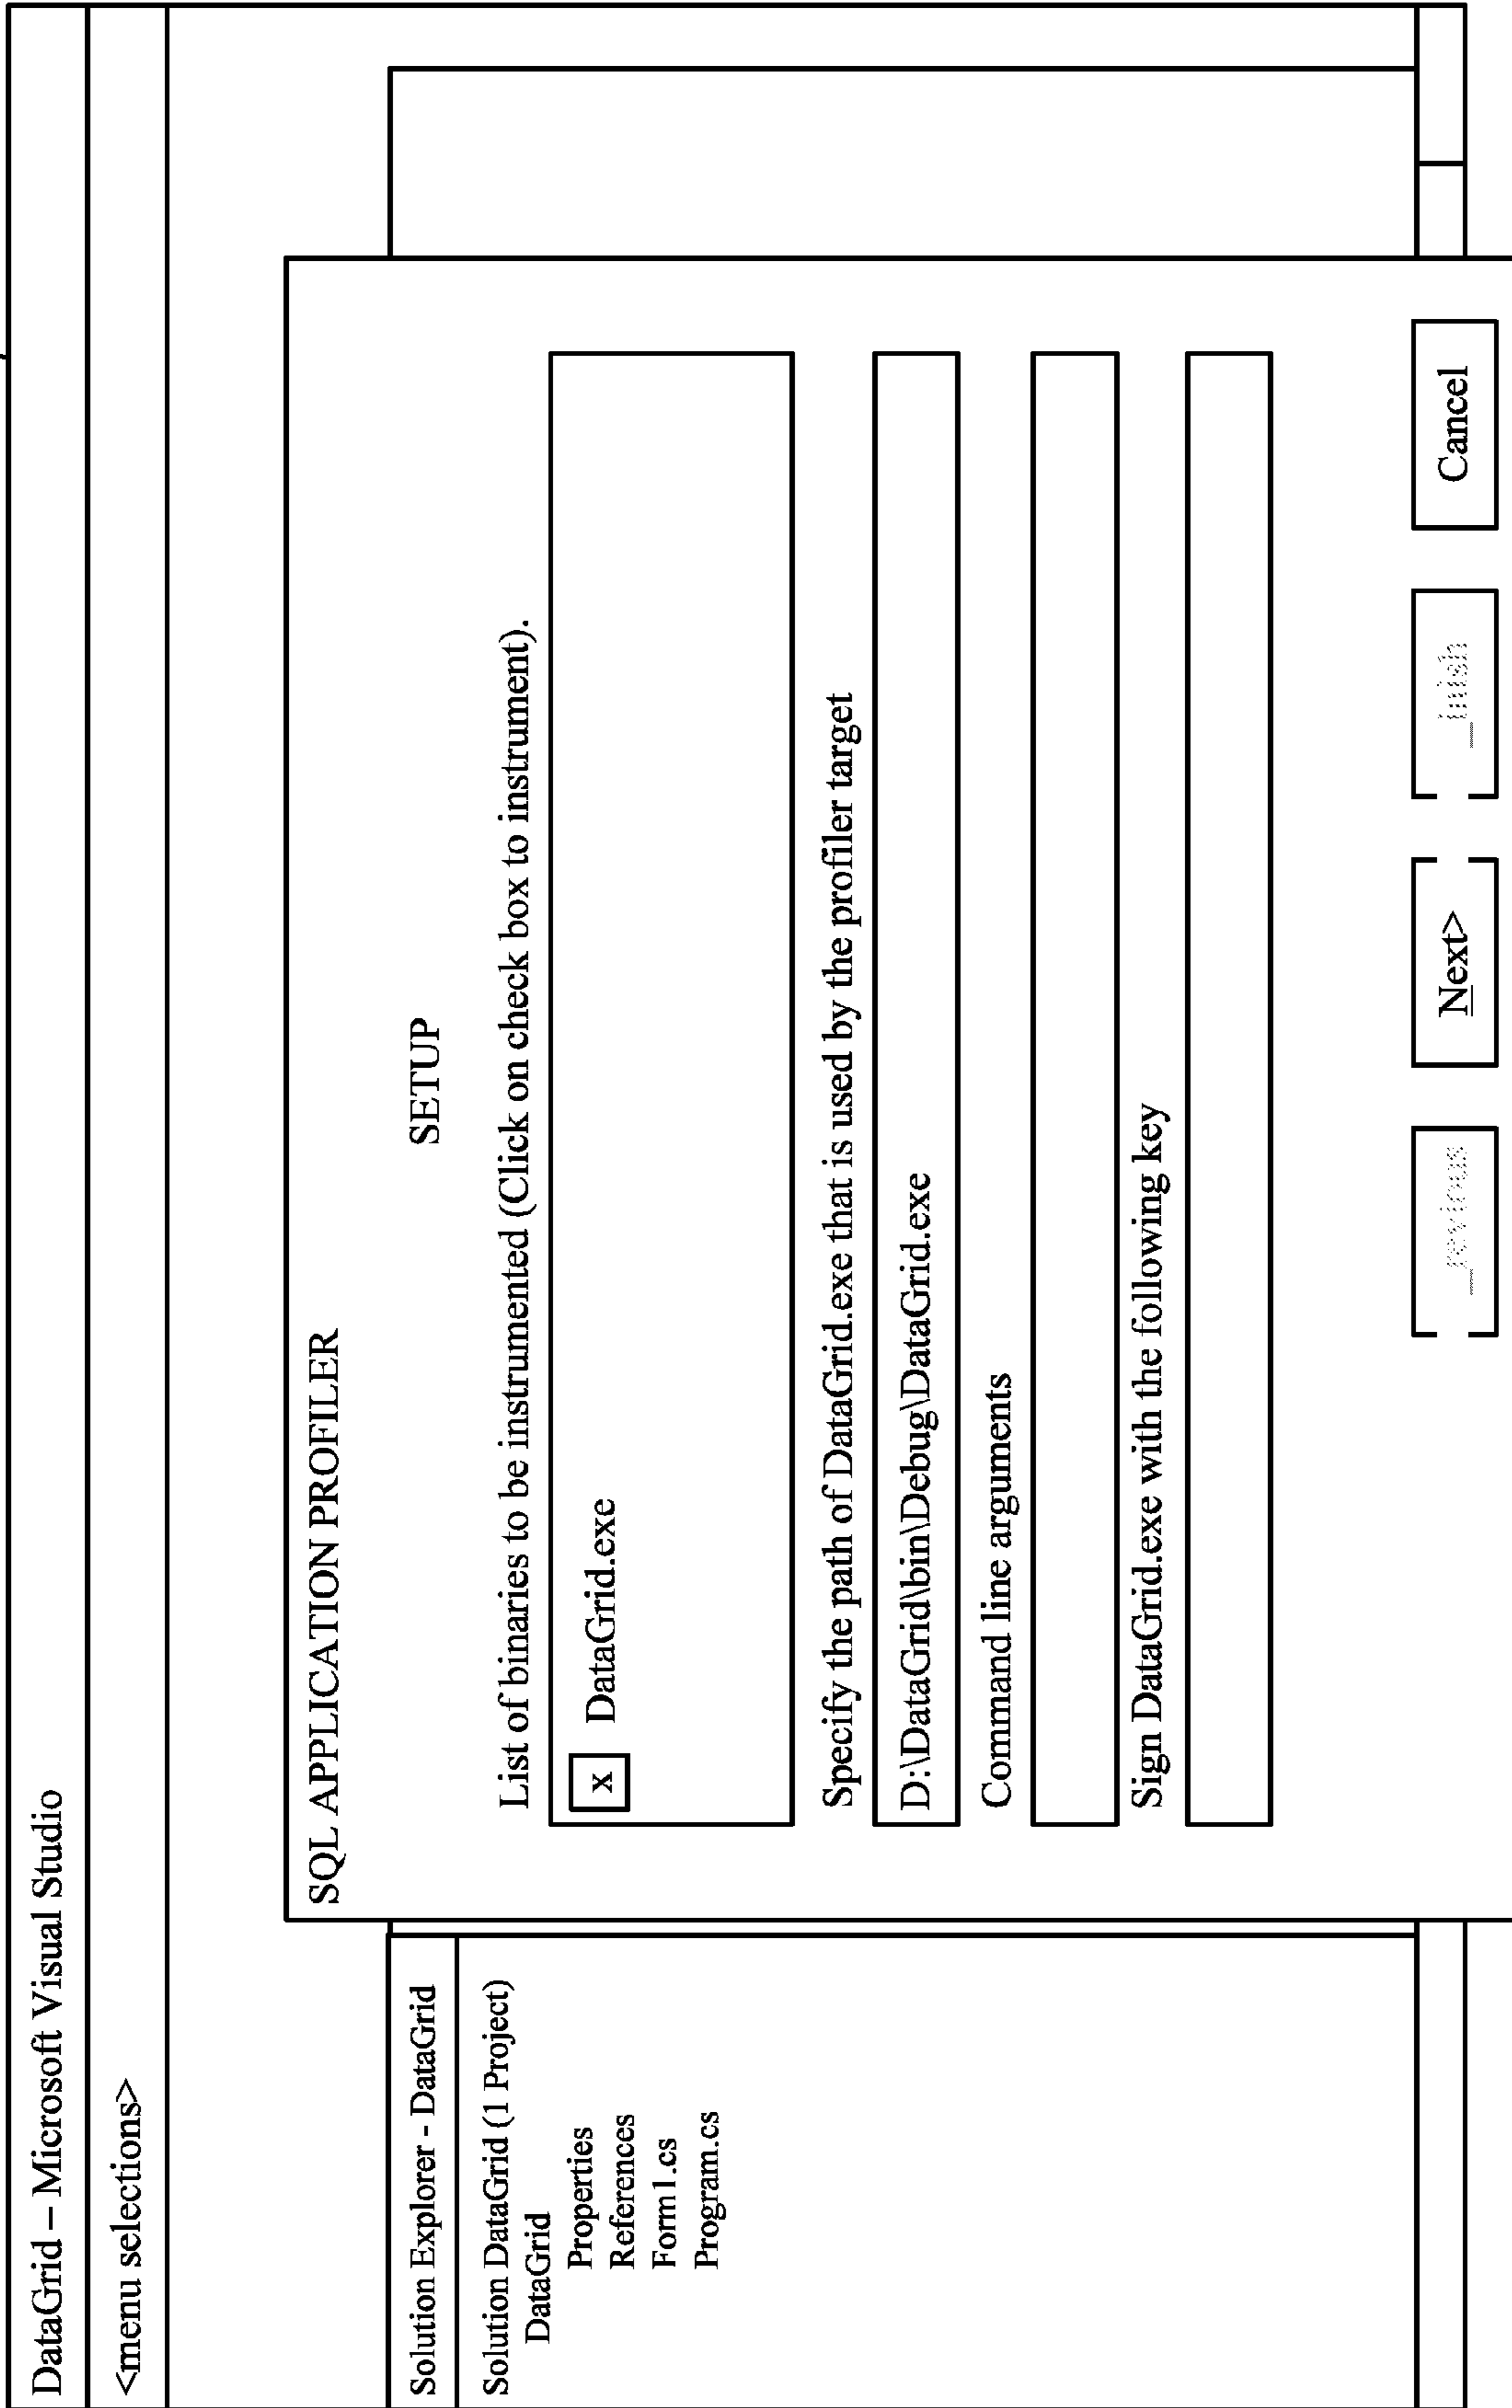 DataGrid – Microsoft Visual Studio
<menu selections>
Solution Explorer - DataGrid
Solution DataGrid (1 Project)
DataGrid
Properties
References
Form1.cs
Program.cs
SQL APPLICATION PROFILER
SETUP
List of binaries to be instrumented (Click on check box to instrument).
x DataGrid.exe
Specify the path of DataGrid.exe that is used by the profiler target
D:\DataGrid\bin\Debug\DataGrid.exe
Command line arguments
Sign DataGrid.exe with the following key
Next>
Cancel